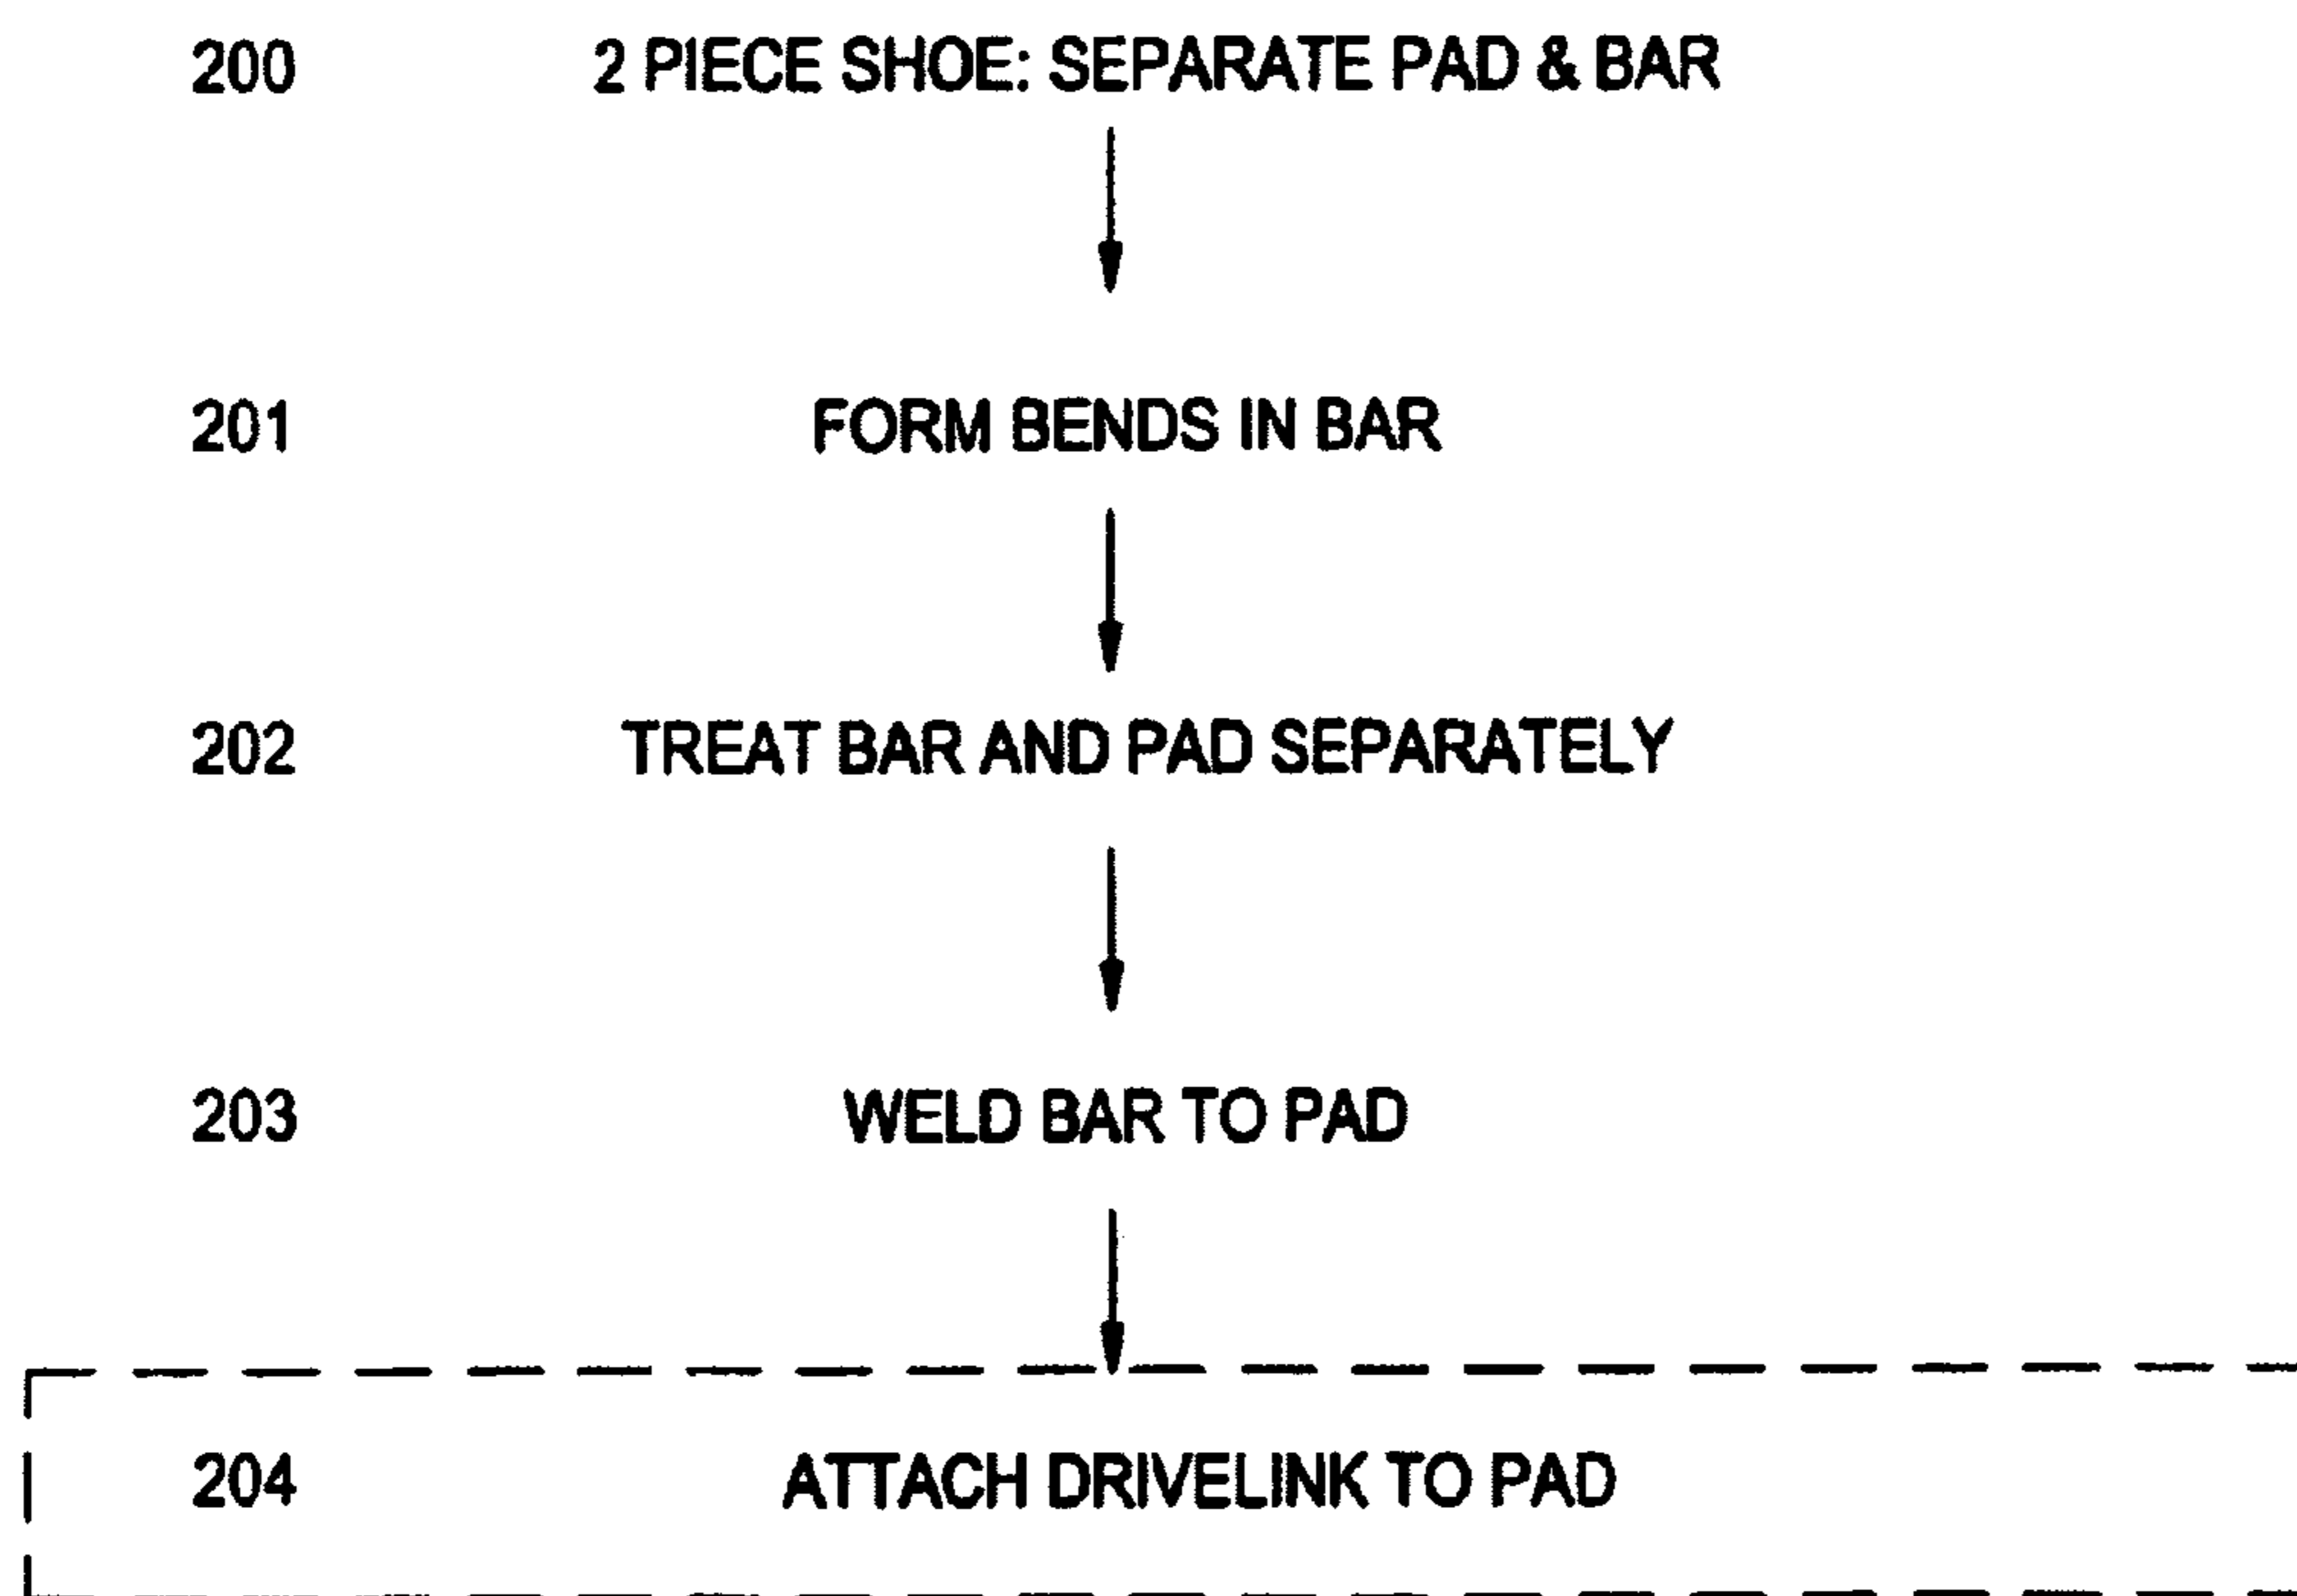 200 2 PIECE SHOE: SEPARATE PAD & BAR
201 FORM BENDS IN BAR
202 TREAT BAR AND PAD SEPARATELY
203 WELD BAR TO PAD
204 ATTACH DRIVELINK TO PAD